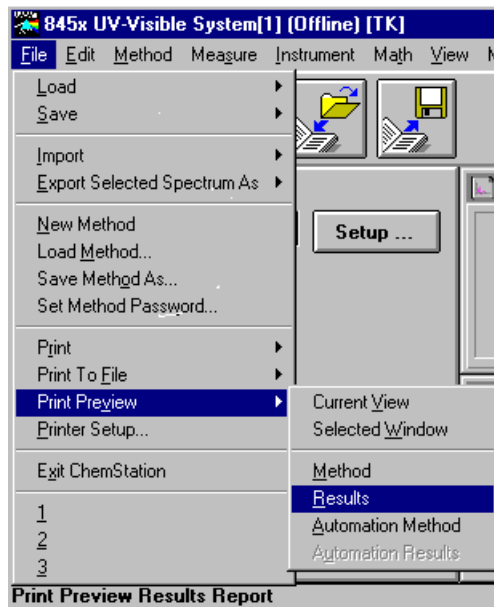 845x UV-Visible System[1] (Offline) [TK]
File Edit Method Measure Instrument Math View
Load
Save
Import
Export Selected Spectrum As
New Method
Load Method...
Save Method As...
Set Method Password...
Setup ...
Print
Print To File
Print Preview
Printer Setup...
Exit ChemStation
1
2
3
Current View
Selected Window
Method
Results
Automation Method
Automation Results
Print Preview Results Report